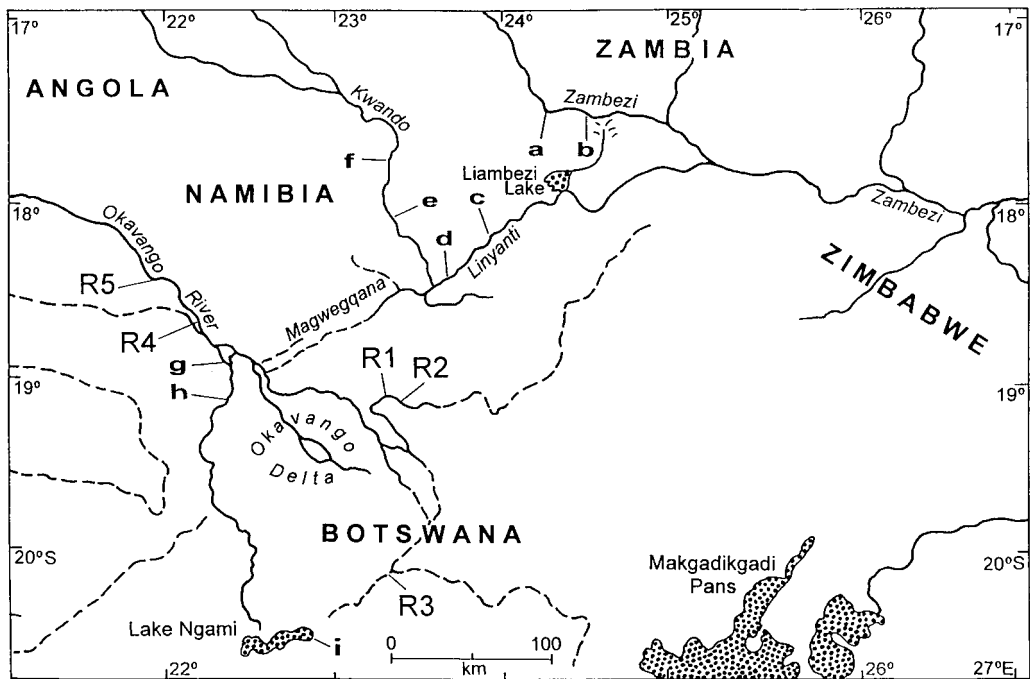 22°
23°
24°
25°
26°
17°
17°
ZAMBIA
ANGOLA
Kwando
Zambezi
a
b
f
Liambezi
Lake
NAMIBIA
e
c
18°
18°
Okavango
River
d
Linyanti
Zambezi
ZIMBABWE
R5
Magwegqana
R4
g
R1
R2
19°
19°
h
Okavango
Delta
BOTSWANA
20°
20°S
Makgadikgadi
Pans
R3
Lake Ngami
i
0
100
km
22°
26°
27°E